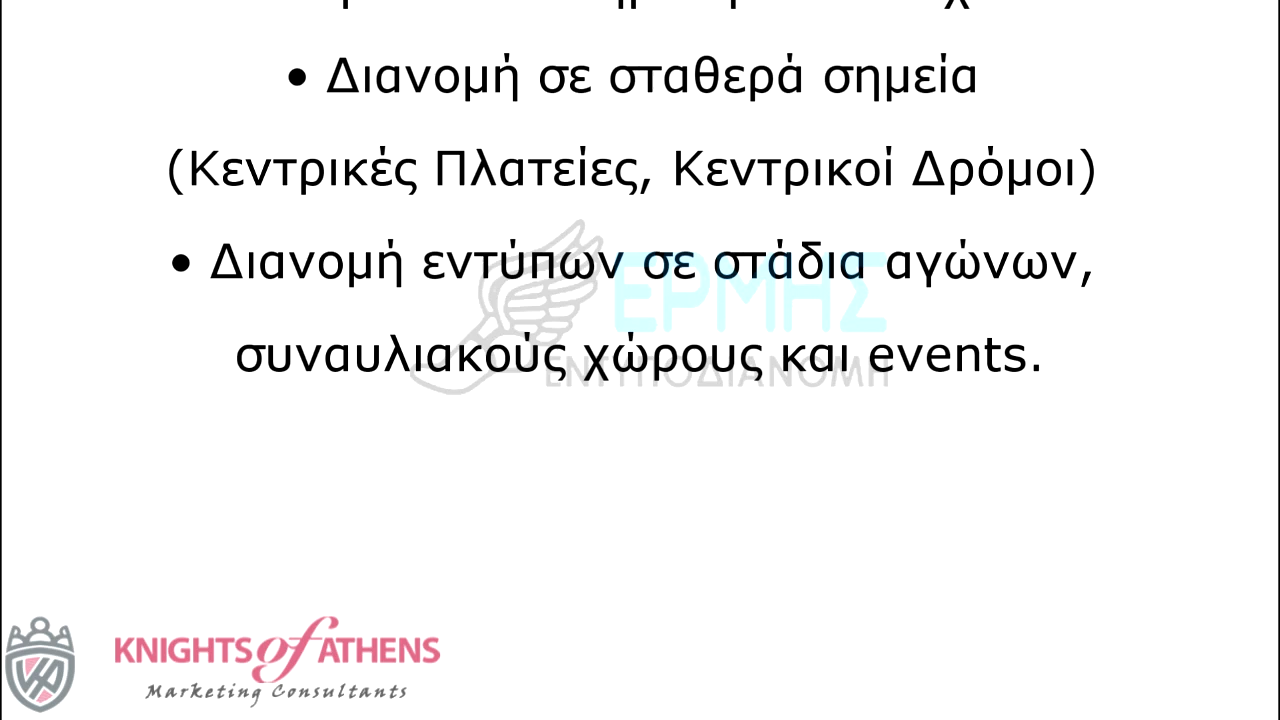 • Διανομή σε σταθερά σημεία
(Κεντρικές Πλατείες, Κεντρικοί Δρόμοι)
• Διανομή εντύπων σε στάδια αγώνων,
ΕΡΜΗΣ
συναυλιακούς χώρους και events.
ΕΝΤΥΠΟΔΙΑΝΟΜΗ
KNIGHTS of ATHENS
Marketing Consultants